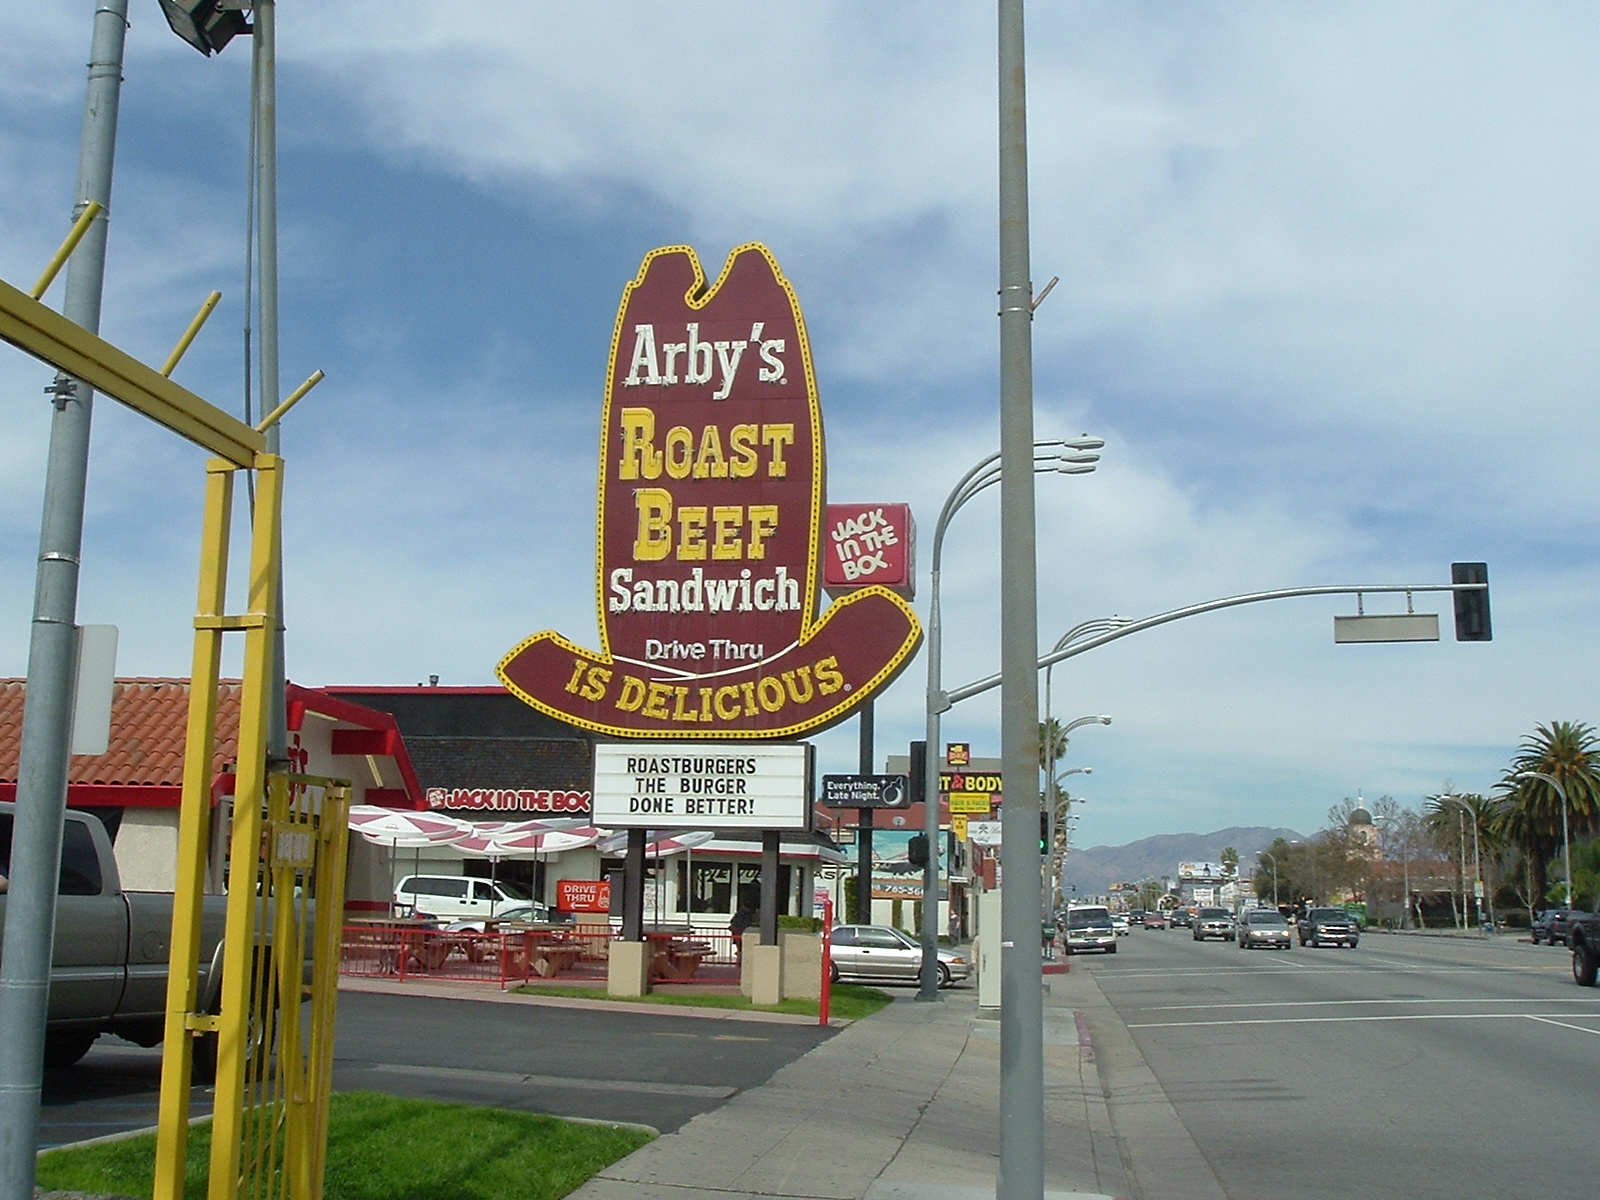 Arby's
ROAST
BEEF
Sandwich
Drive Thru
IS DELICIOUS
JACK
IN THE
BOX
ROASTBURGERS
THE BURGER
DONE BETTER!
Everything.
Late Night.
& BODY
JACK IN THE BOX
DRIVE
THRU